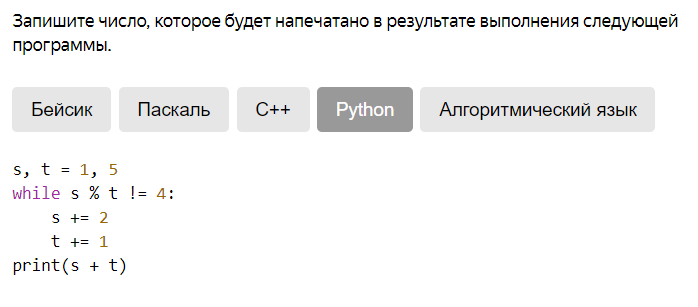 Запишите число, которое будет напечатано в результате выполнения следующей
программы.
Бейсик Паскаль C++ Python Алгоритмический язык
s, t = 1, 5
while s % t != 4:
    s += 2
    t += 1
print(s + t)